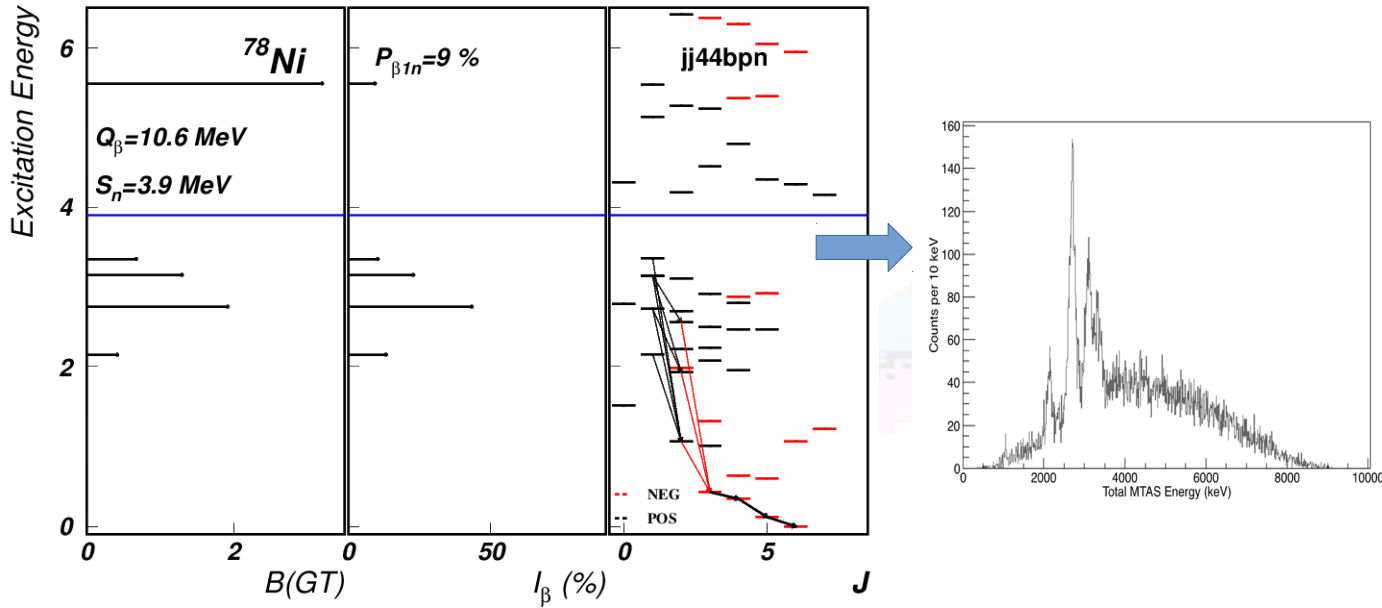 Excitation Energy
6
4
2
0
⁷⁸Ni
Qβ=10.6 MeV
Sn=3.9 MeV
0 2
B(GT)
Pβ1n=9 %
0 50
Iβ (%)
jj44bpn
NEG
POS
0 5
J
Counts per 10 keV
160
140
120
100
80
60
40
20
0
0 2000 4000 6000 8000 10000
Total MTAS Energy (keV)